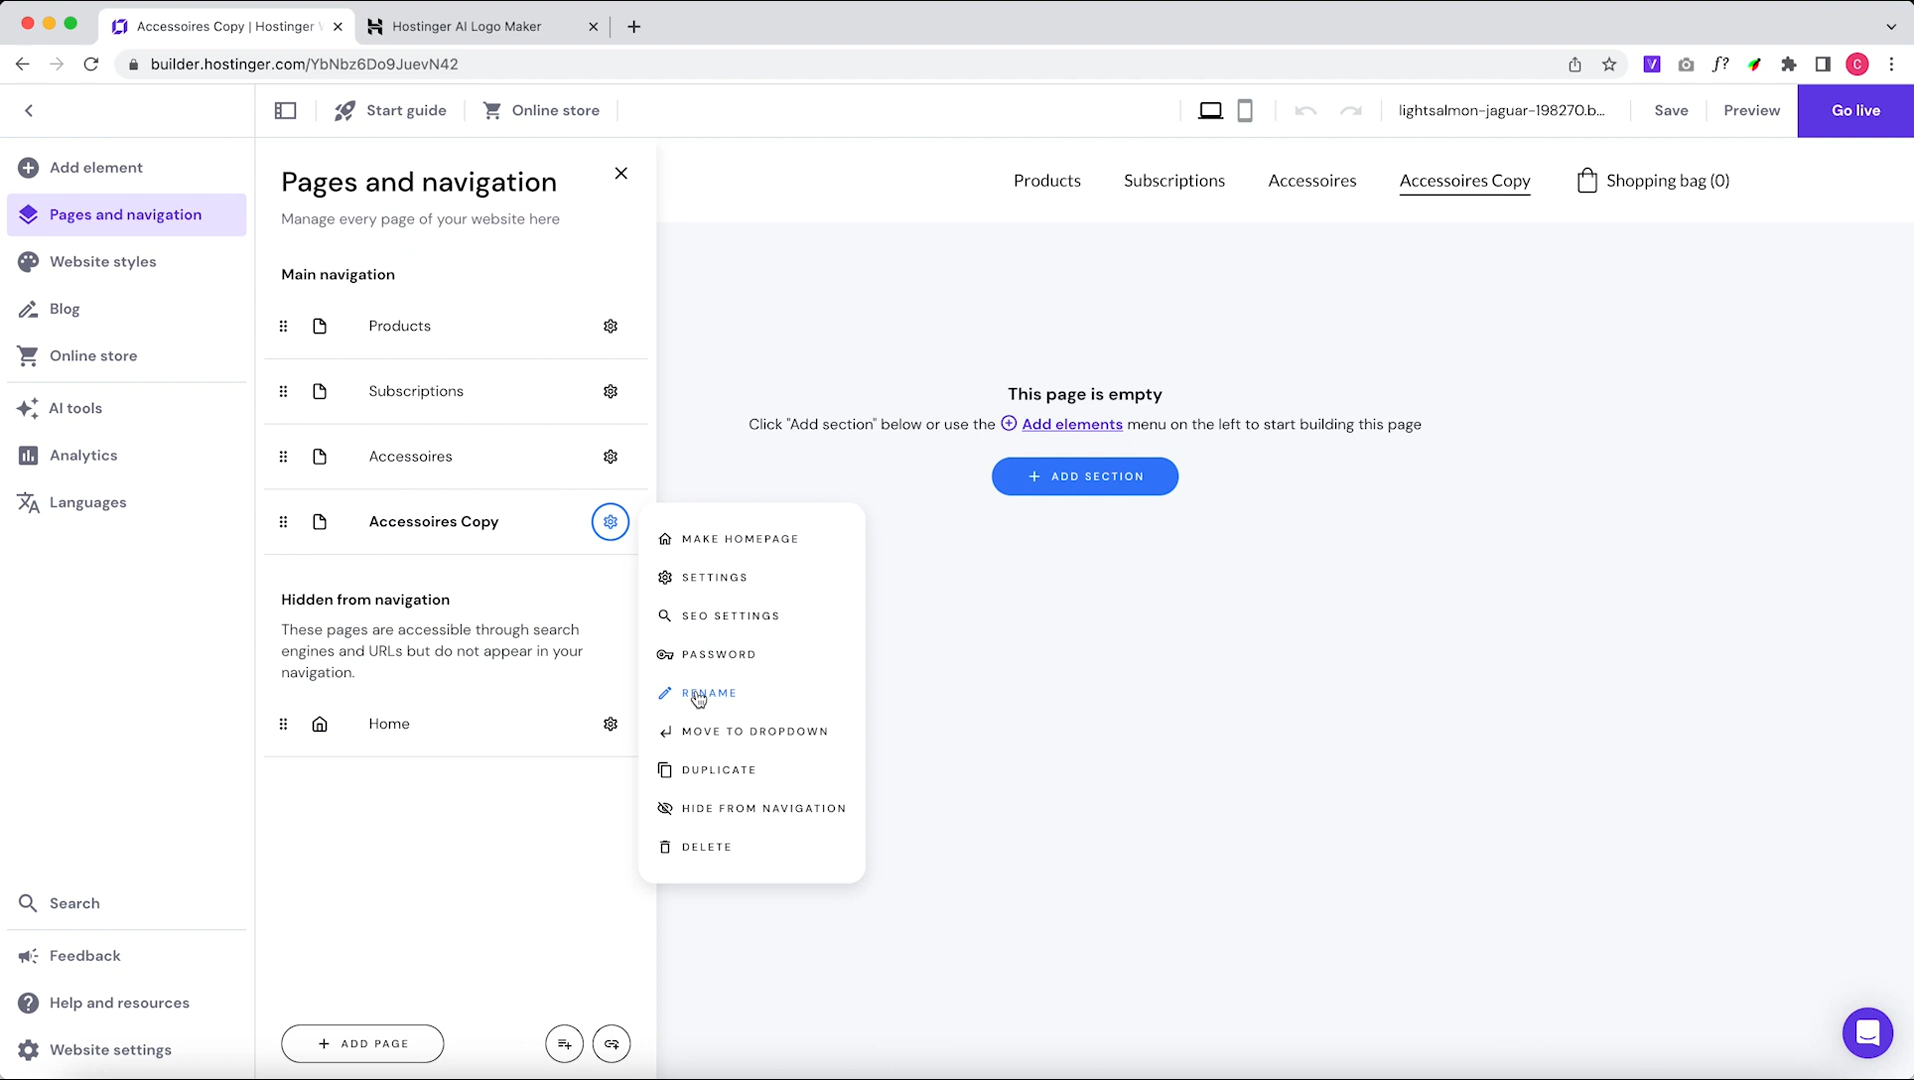 Accessoires Copy | Hostinger
Hostinger AI Logo Maker
builder.hostinger.com/YbNbz6Do9JuevN42
f?
C
Start guide
Online store
lightsalmon-jaguar-198270.b...
Save
Preview
Go live
Add element
Pages and navigation
Website styles
Blog
Online store
AI tools
Analytics
Languages
Search
Feedback
Help and resources
Website settings
Pages and navigation
Manage every page of your website here
Main navigation
Products
Subscriptions
Accessoires
Accessoires Copy
Hidden from navigation
These pages are accessible through search
engines and URLs but do not appear in your
navigation.
Home
ADD PAGE
MAKE HOMEPAGE
SETTINGS
SEO SETTINGS
PASSWORD
RENAME
MOVE TO DROPDOWN
DUPLICATE
HIDE FROM NAVIGATION
DELETE
Products
Subscriptions
Accessoires
Accessoires Copy
Shopping bag (0)
This page is empty
Click "Add section" below or use the Add elements menu on the left to start building this page
ADD SECTION